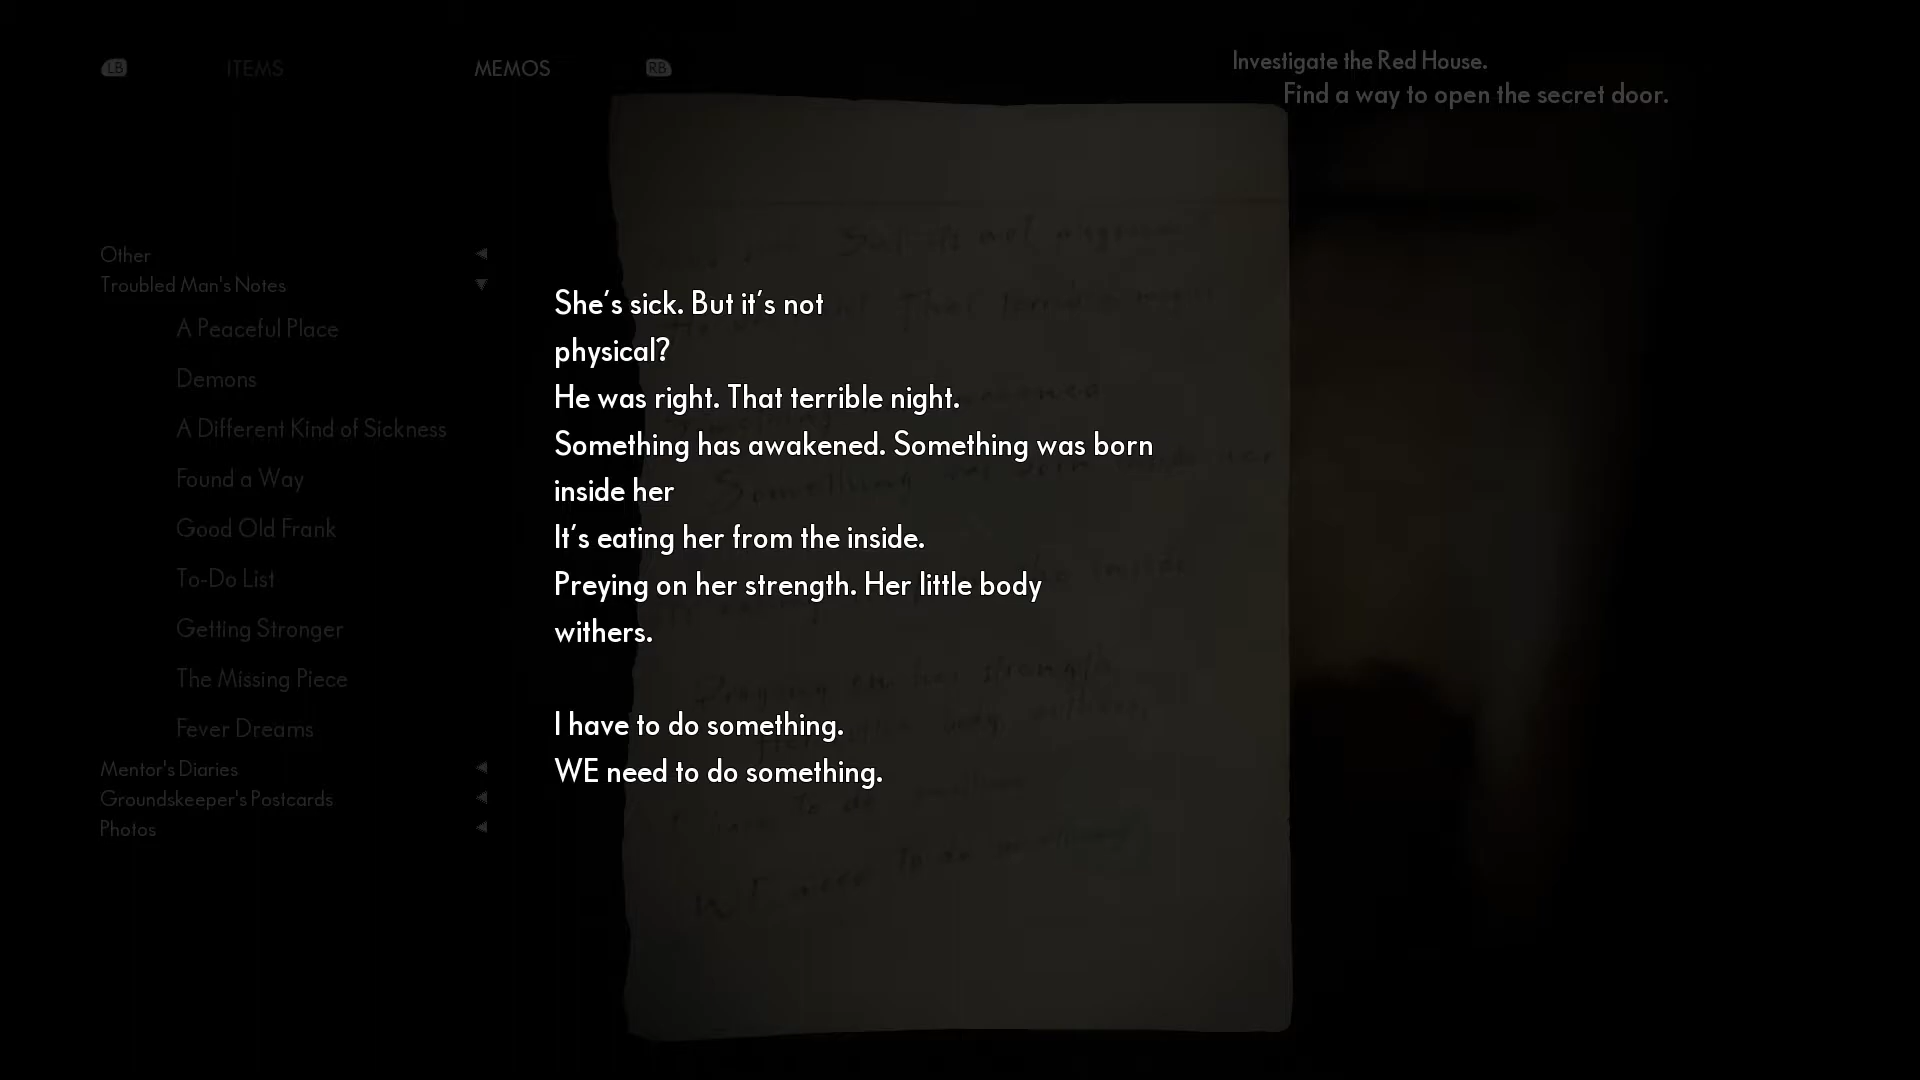 LB
ITEMS
MEMOS
RB
Investigate the Red House.
Find a way to open the secret door.
Other
Troubled Man's Notes
A Peaceful Place
Demons
A Different Kind of Sickness
Found a Way
Good Old Frank
To-Do List
Getting Stronger
The Missing Piece
Fever Dreams
Mentor's Diaries
Groundskeeper's Postcards
Photos
She's sick. But it's not
physical?
He was right. That terrible night.
Something has awakened. Something was born
inside her
It's eating her from the inside.
Preying on her strength. Her little body
withers.
I have to do something.
WE need to do something.